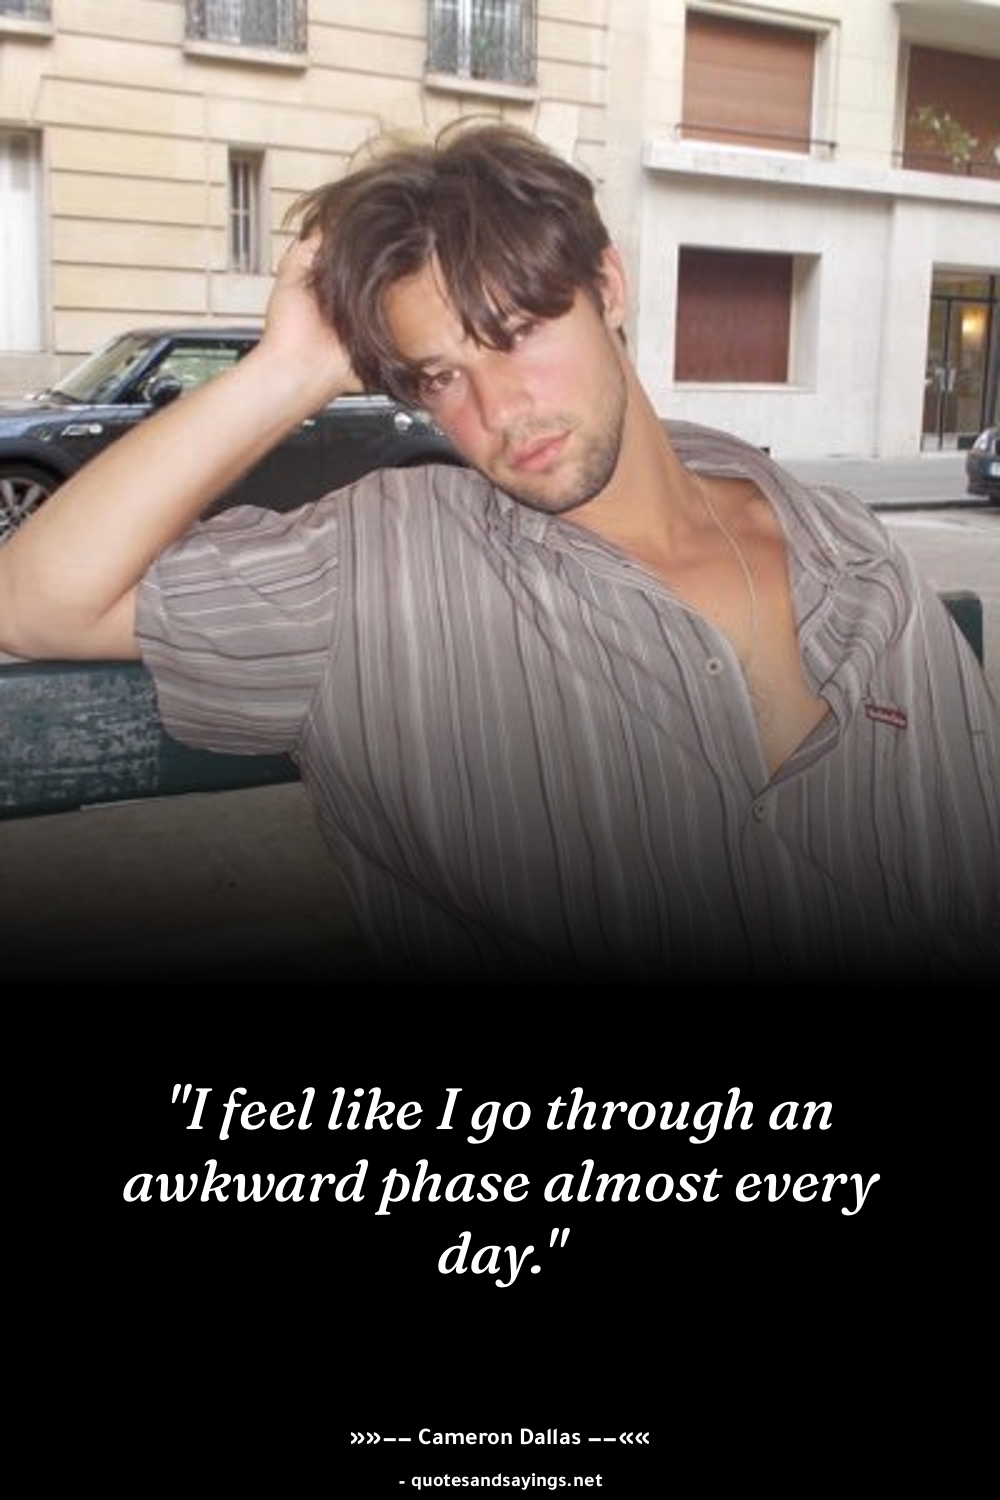 "I feel like I go through an
awkward phase almost every
day."
»»−− Cameron Dallas −−««
- quotesandsayings.net